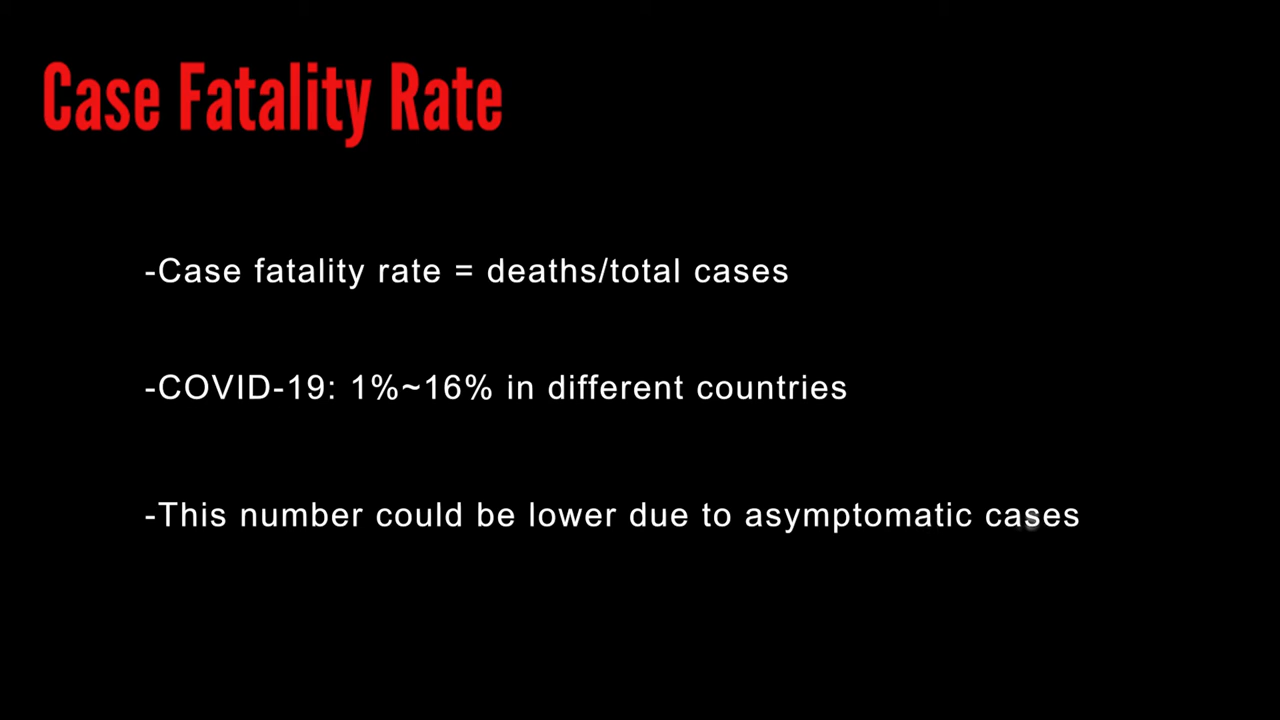 Case Fatality Rate
-Case fatality rate = deaths/total cases
-COVID-19: 1%~16% in different countries
-This number could be lower due to asymptomatic cases